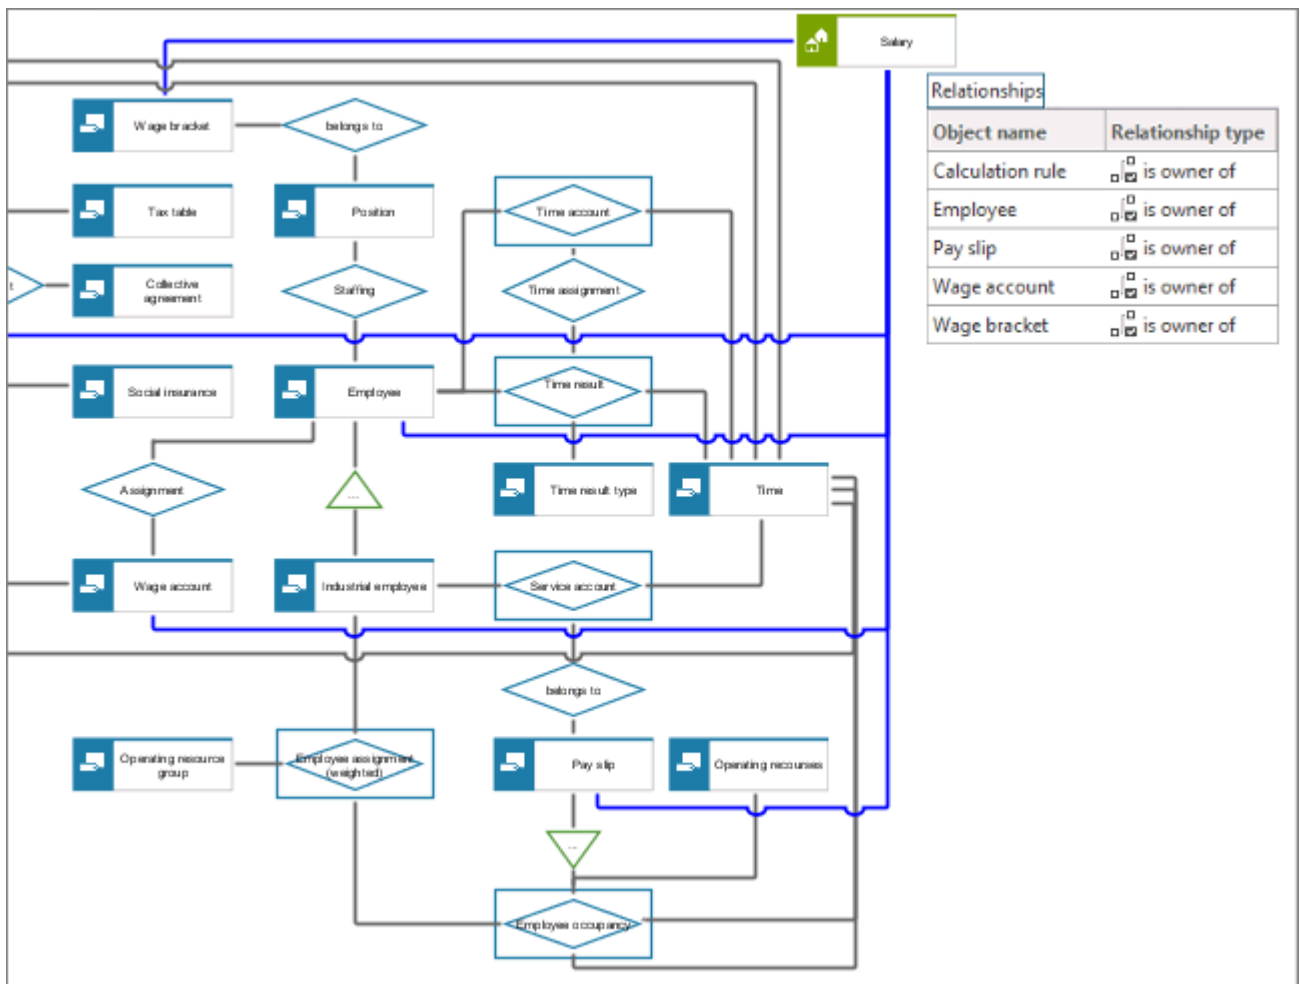 Salary
Relationships
Object name Relationship type
Calculation rule is owner of
Employee is owner of
Pay slip is owner of
Wage account is owner of
Wage bracket is owner of
Wage bracket
belongs to
Tax table
Position
Time account
t
Collective
agreement
Staffing
Time assignment
Social insurance
Employee
Time result
Assignment
...
Time result type
Time
Wage account
Industrial employee
Service account
belongs to
Operating resource
group
Employee assignment
(weighted)
Pay slip
Operating recourses
...
Employee occupancy